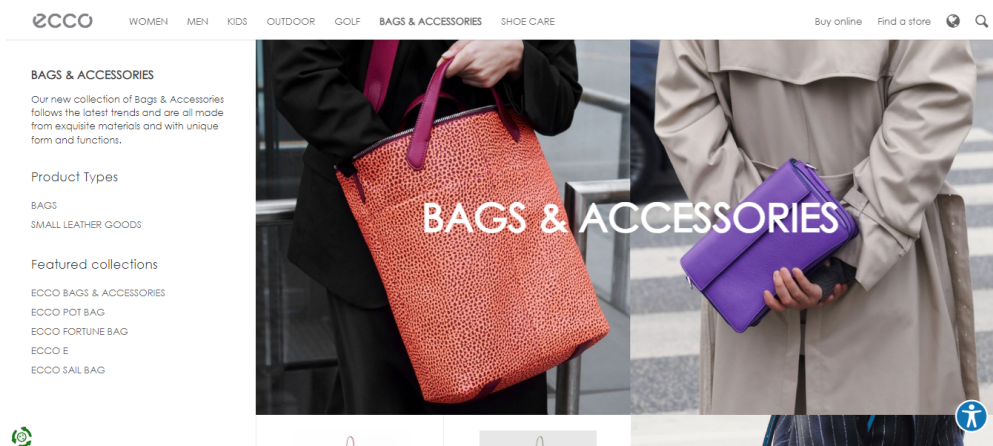 ecco WOMEN MEN KIDS OUTDOOR GOLF BAGS & ACCESSORIES SHOE CARE Buy online Find a store
BAGS & ACCESSORIES
Our new collection of Bags & Accessories
follows the latest trends and are all made
from exquisite materials and with unique
form and functions.
Product Types
BAGS
SMALL LEATHER GOODS
Featured collections
ECCO BAGS & ACCESSORIES
ECCO POT BAG
ECCO FORTUNE BAG
ECCO E
ECCO SAIL BAG
BAGS & ACCESSORIES